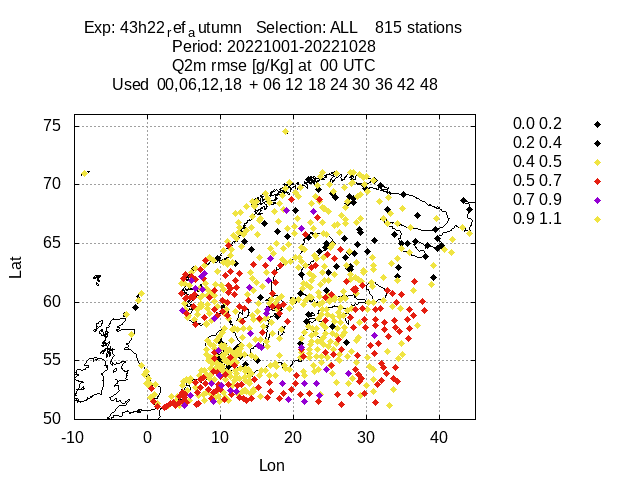 Exp: 43h22ref_a utumn Selection: ALL 815 stations
Period: 20221001-20221028
Q2m rmse [g/Kg] at 00 UTC
Used 00,06,12,18 + 06 12 18 24 30 36 42 48
75
70
65
60
55
50
-10 0 10 20 30 40
Lat
Lon
0.0 0.2
0.2 0.4
0.4 0.5
0.5 0.7
0.7 0.9
0.9 1.1